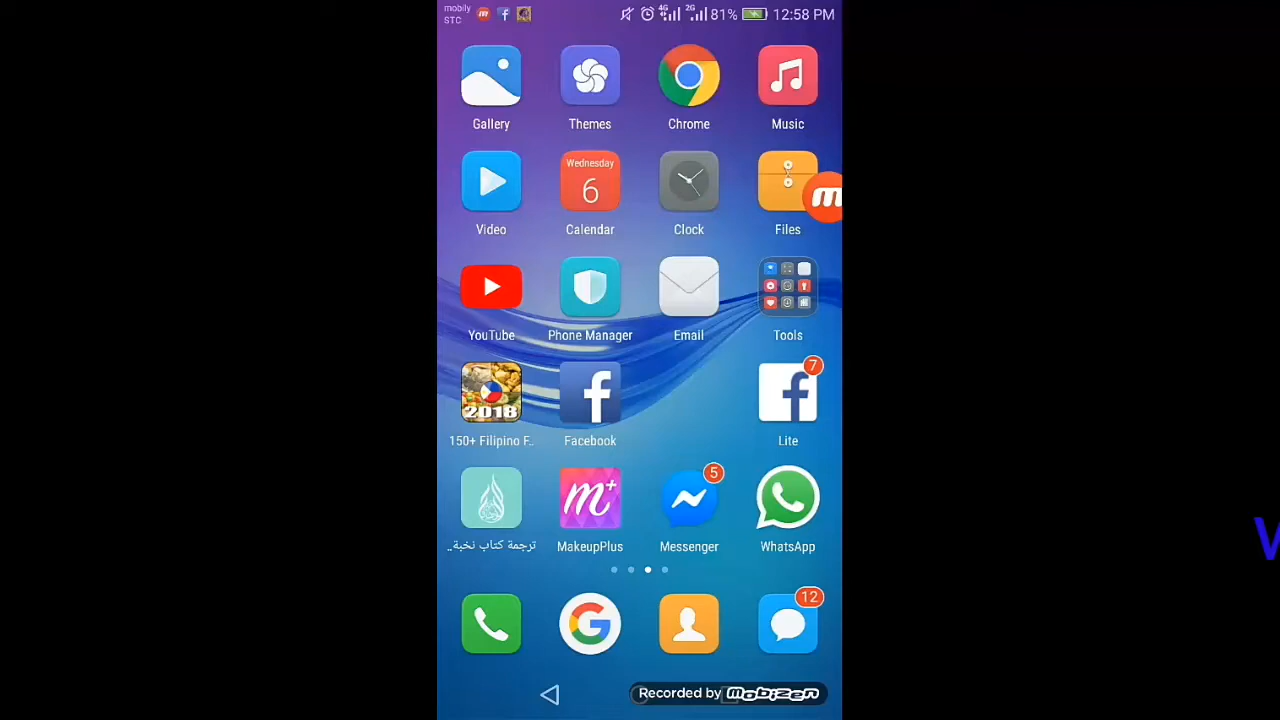 mobily
STC
4G
2G
81%
12:58 PM
Gallery
Themes
Chrome
Music
Wednesday
6
Video
Calendar
Clock
Files
YouTube
Phone Manager
Email
Tools
2018
7
150+ Filipino F..
Facebook
Lite
m+
5
ترجمة كتاب نخبة..
MakeupPlus
Messenger
WhatsApp
12
Recorded by mobizen